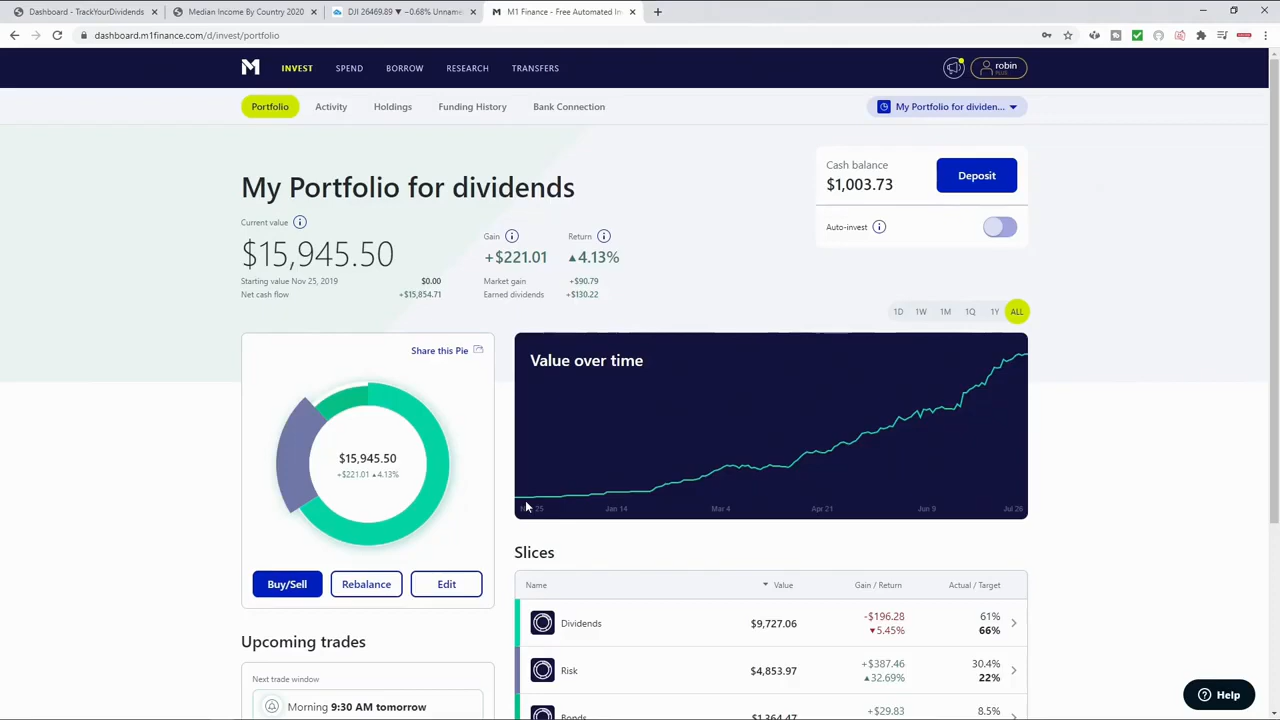 Dashboard - TrackYourDividends
Median Income By Country 2020
DJI 26469.89 ▼ −0.68% Unname
M1 Finance - Free Automated In
dashboard.m1finance.com/d/invest/portfolio
INVEST
SPEND
BORROW
RESEARCH
TRANSFERS
robin
PLUS
Portfolio
Activity
Holdings
Funding History
Bank Connection
My Portfolio for dividen...
My Portfolio for dividends
Cash balance
$1,003.73
Deposit
Auto-invest
Current value
$15,945.50
Starting value Nov 25, 2019 $0.00
Net cash flow +$15,854.71
Gain
+$221.01
Return
▲4.13%
Market gain +$90.79
Earned dividends +$130.22
1D 1W 1M 1Q 1Y ALL
Share this Pie
$15,945.50
+$221.01 ▲4.13%
Buy/Sell
Rebalance
Edit
Value over time
25 Jan 14 Mar 4 Apr 21 Jun 9
Slices
Name Value Gain / Return Actual / Target
Dividends $9,727.06 -$196.28 61%
▼5.45% 66%
Risk $4,853.97 +$387.46 30.4%
▲32.69% 22%
Bonds $1,364.47 +$29.83 8.5%
Upcoming trades
Next trade window
Morning 9:30 AM tomorrow
Help